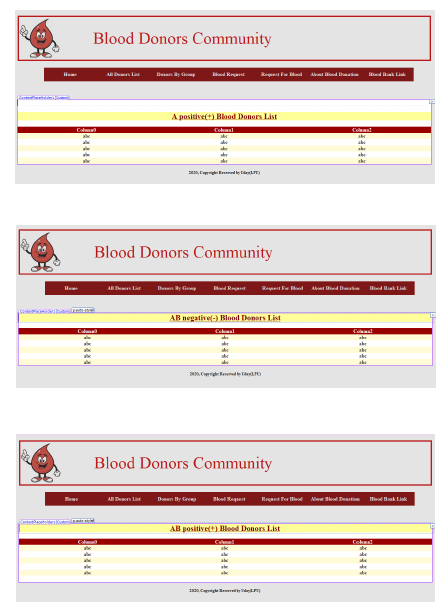 Blood Donors Community
Home All Donors List Donors By Group Blood Request Request For Blood About Blood Donation Blood Bank Link
ContentPlaceHolder1 (Custom)
A positive(+) Blood Donors List
Column0 Column1 Column2
abc abc abc
abc abc abc
abc abc abc
abc abc abc
abc abc abc
2020, Copyright Reserved by Uday(LPU)
Blood Donors Community
Home All Donors List Donors By Group Blood Request Request For Blood About Blood Donation Blood Bank Link
ContentPlaceHolder1 (Custom)
AB negative(-) Blood Donors List
Column0 Column1 Column2
abc abc abc
abc abc abc
abc abc abc
abc abc abc
abc abc abc
2020, Copyright Reserved by Uday(LPU)
Blood Donors Community
Home All Donors List Donors By Group Blood Request Request For Blood About Blood Donation Blood Bank Link
ContentPlaceHolder1 (Custom)
AB positive(+) Blood Donors List
Column0 Column1 Column2
abc abc abc
abc abc abc
abc abc abc
abc abc abc
abc abc abc
2020, Copyright Reserved by Uday(LPU)